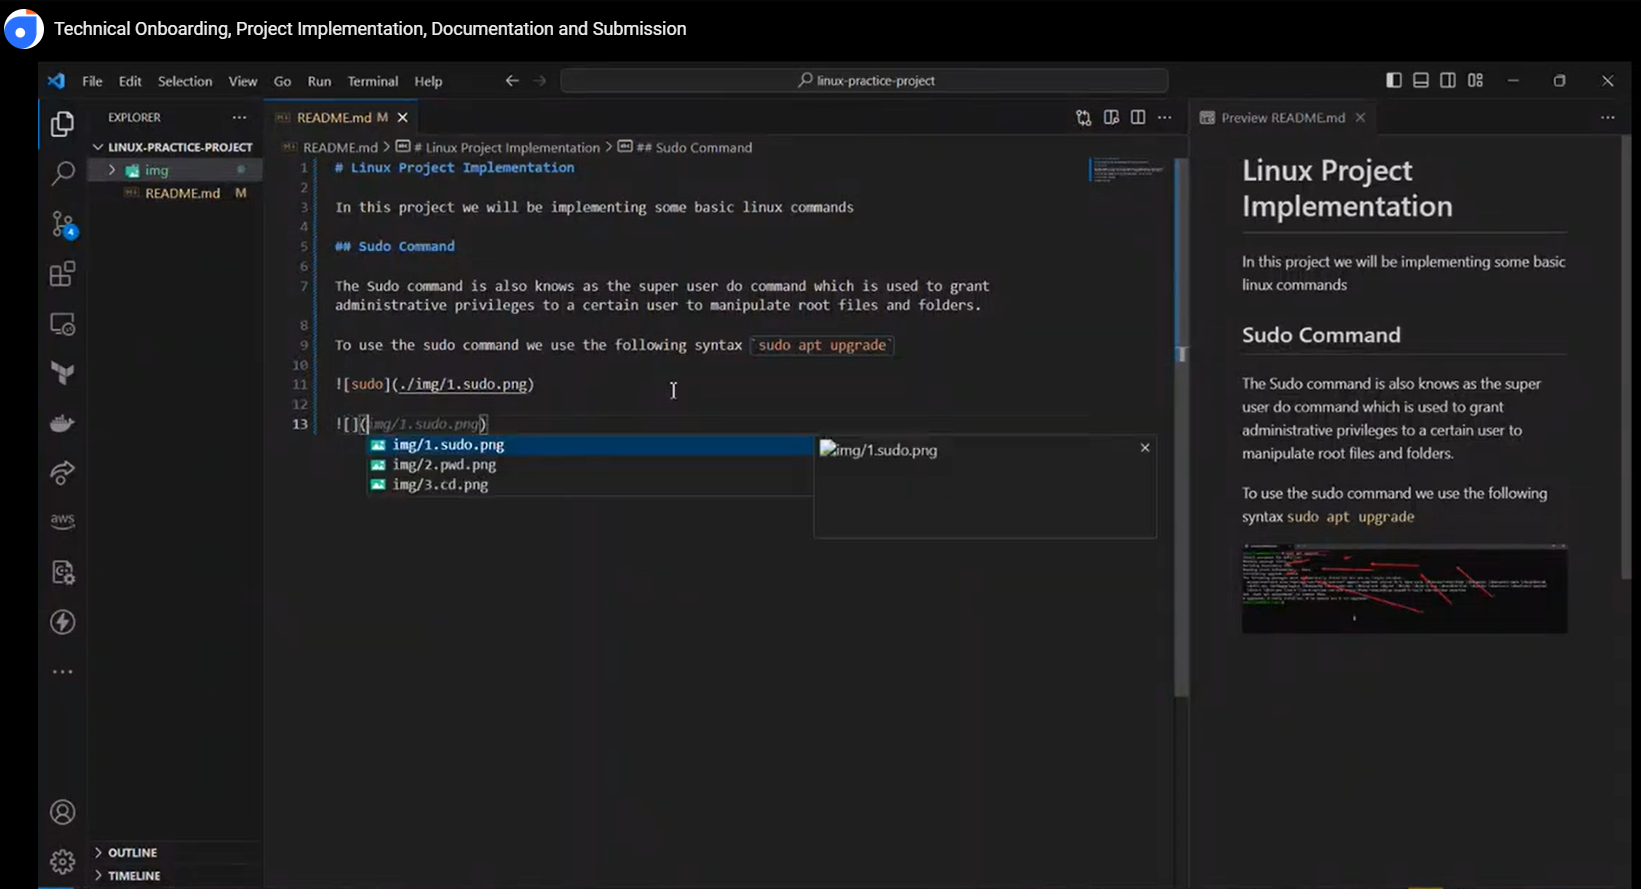 Technical Onboarding, Project Implementation, Documentation and Submission
File Edit Selection View Go Run Terminal Help
linux-practice-project
EXPLORER
README.md M
Preview README.md
LINUX-PRACTICE-PROJECT
img
README.md M
README.md > # Linux Project Implementation > ## Sudo Command
1 # Linux Project Implementation
2
3 In this project we will be implementing some basic linux commands
4
5 ## Sudo Command
6
7 The Sudo command is also knows as the super user do command which is used to grant
administrative privileges to a certain user to manipulate root files and folders.
8
9 To use the sudo command we use the following syntax `sudo apt upgrade`
10
11 ![sudo](./img/1.sudo.png)
12
13 ![](img/1.sudo.png)
img/1.sudo.png
img/2.pwd.png
img/3.cd.png
img/1.sudo.png
4
aws
OUTLINE
TIMELINE
Linux Project
Implementation
In this project we will be implementing some basic
linux commands
Sudo Command
The Sudo command is also knows as the super
user do command which is used to grant
administrative privileges to a certain user to
manipulate root files and folders.
To use the sudo command we use the following
syntax sudo apt upgrade